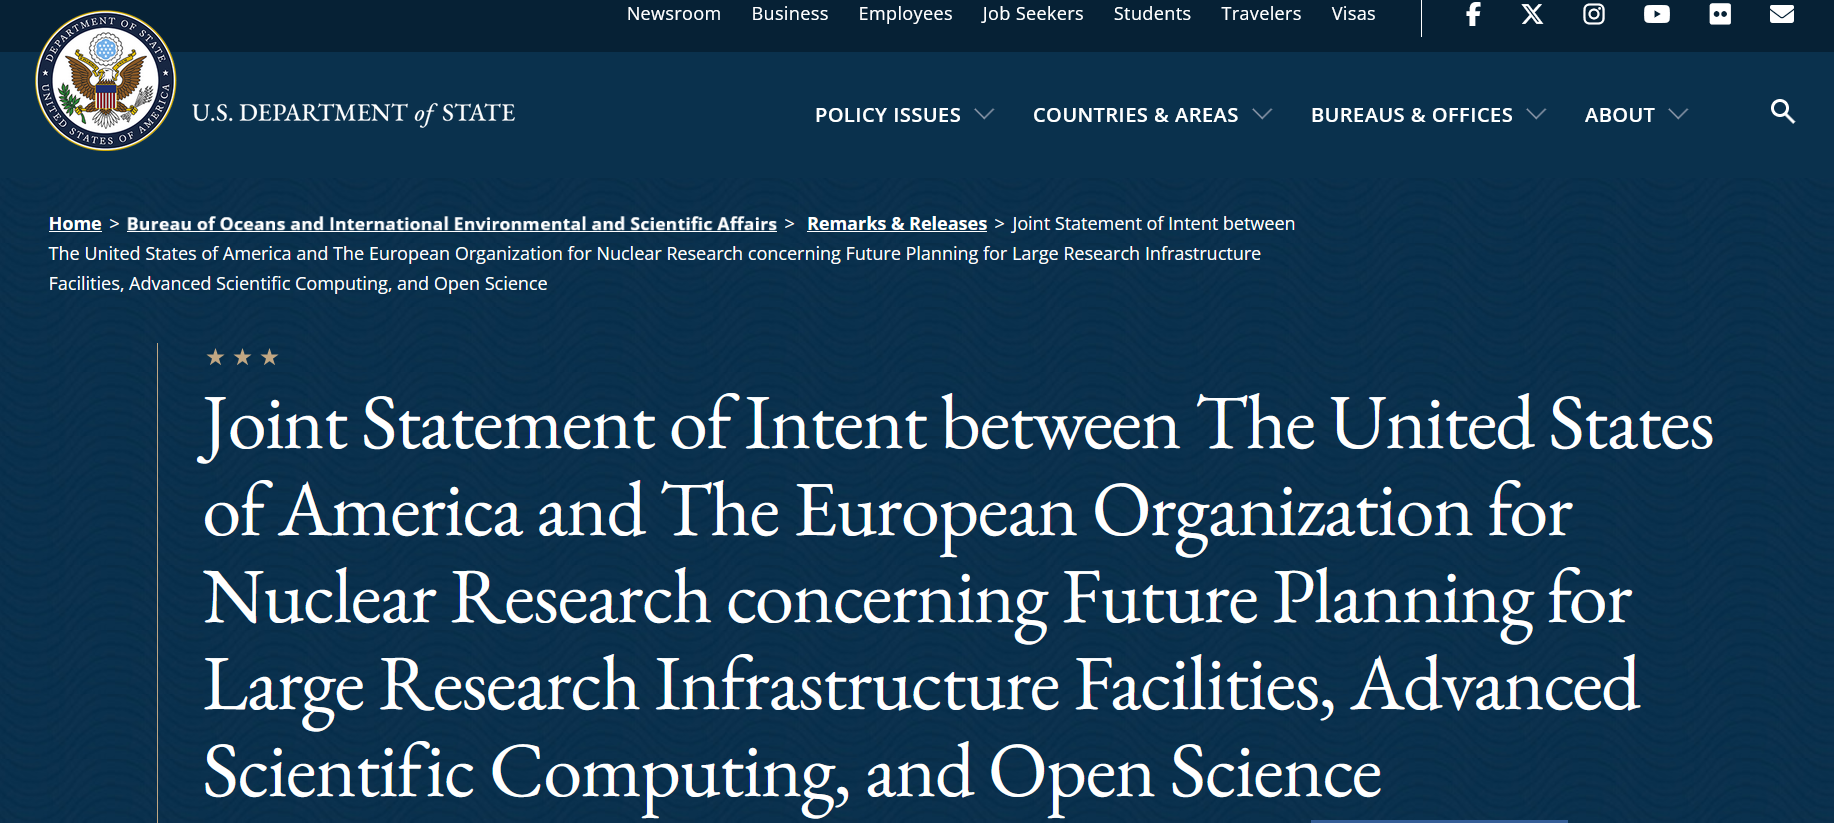 Newsroom Business Employees Job Seekers Students Travelers Visas
DEPARTMENT OF STATE
UNITED STATES OF AMERICA
U.S. DEPARTMENT of STATE
POLICY ISSUES COUNTRIES & AREAS BUREAUS & OFFICES ABOUT
Home > Bureau of Oceans and International Environmental and Scientific Affairs > Remarks & Releases > Joint Statement of Intent between
The United States of America and The European Organization for Nuclear Research concerning Future Planning for Large Research Infrastructure
Facilities, Advanced Scientific Computing, and Open Science
Joint Statement of Intent between The United States
of America and The European Organization for
Nuclear Research concerning Future Planning for
Large Research Infrastructure Facilities, Advanced
Scientific Computing, and Open Science